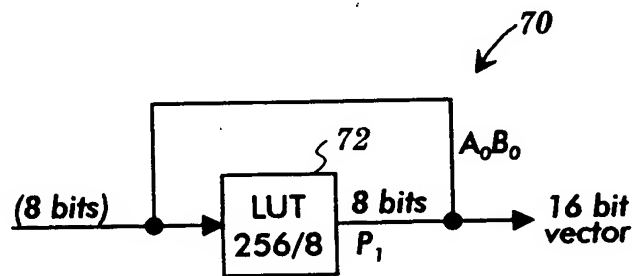 70
72
A₀B₀
(8 bits)
LUT
256/8
8 bits
P₁
16 bit
vector